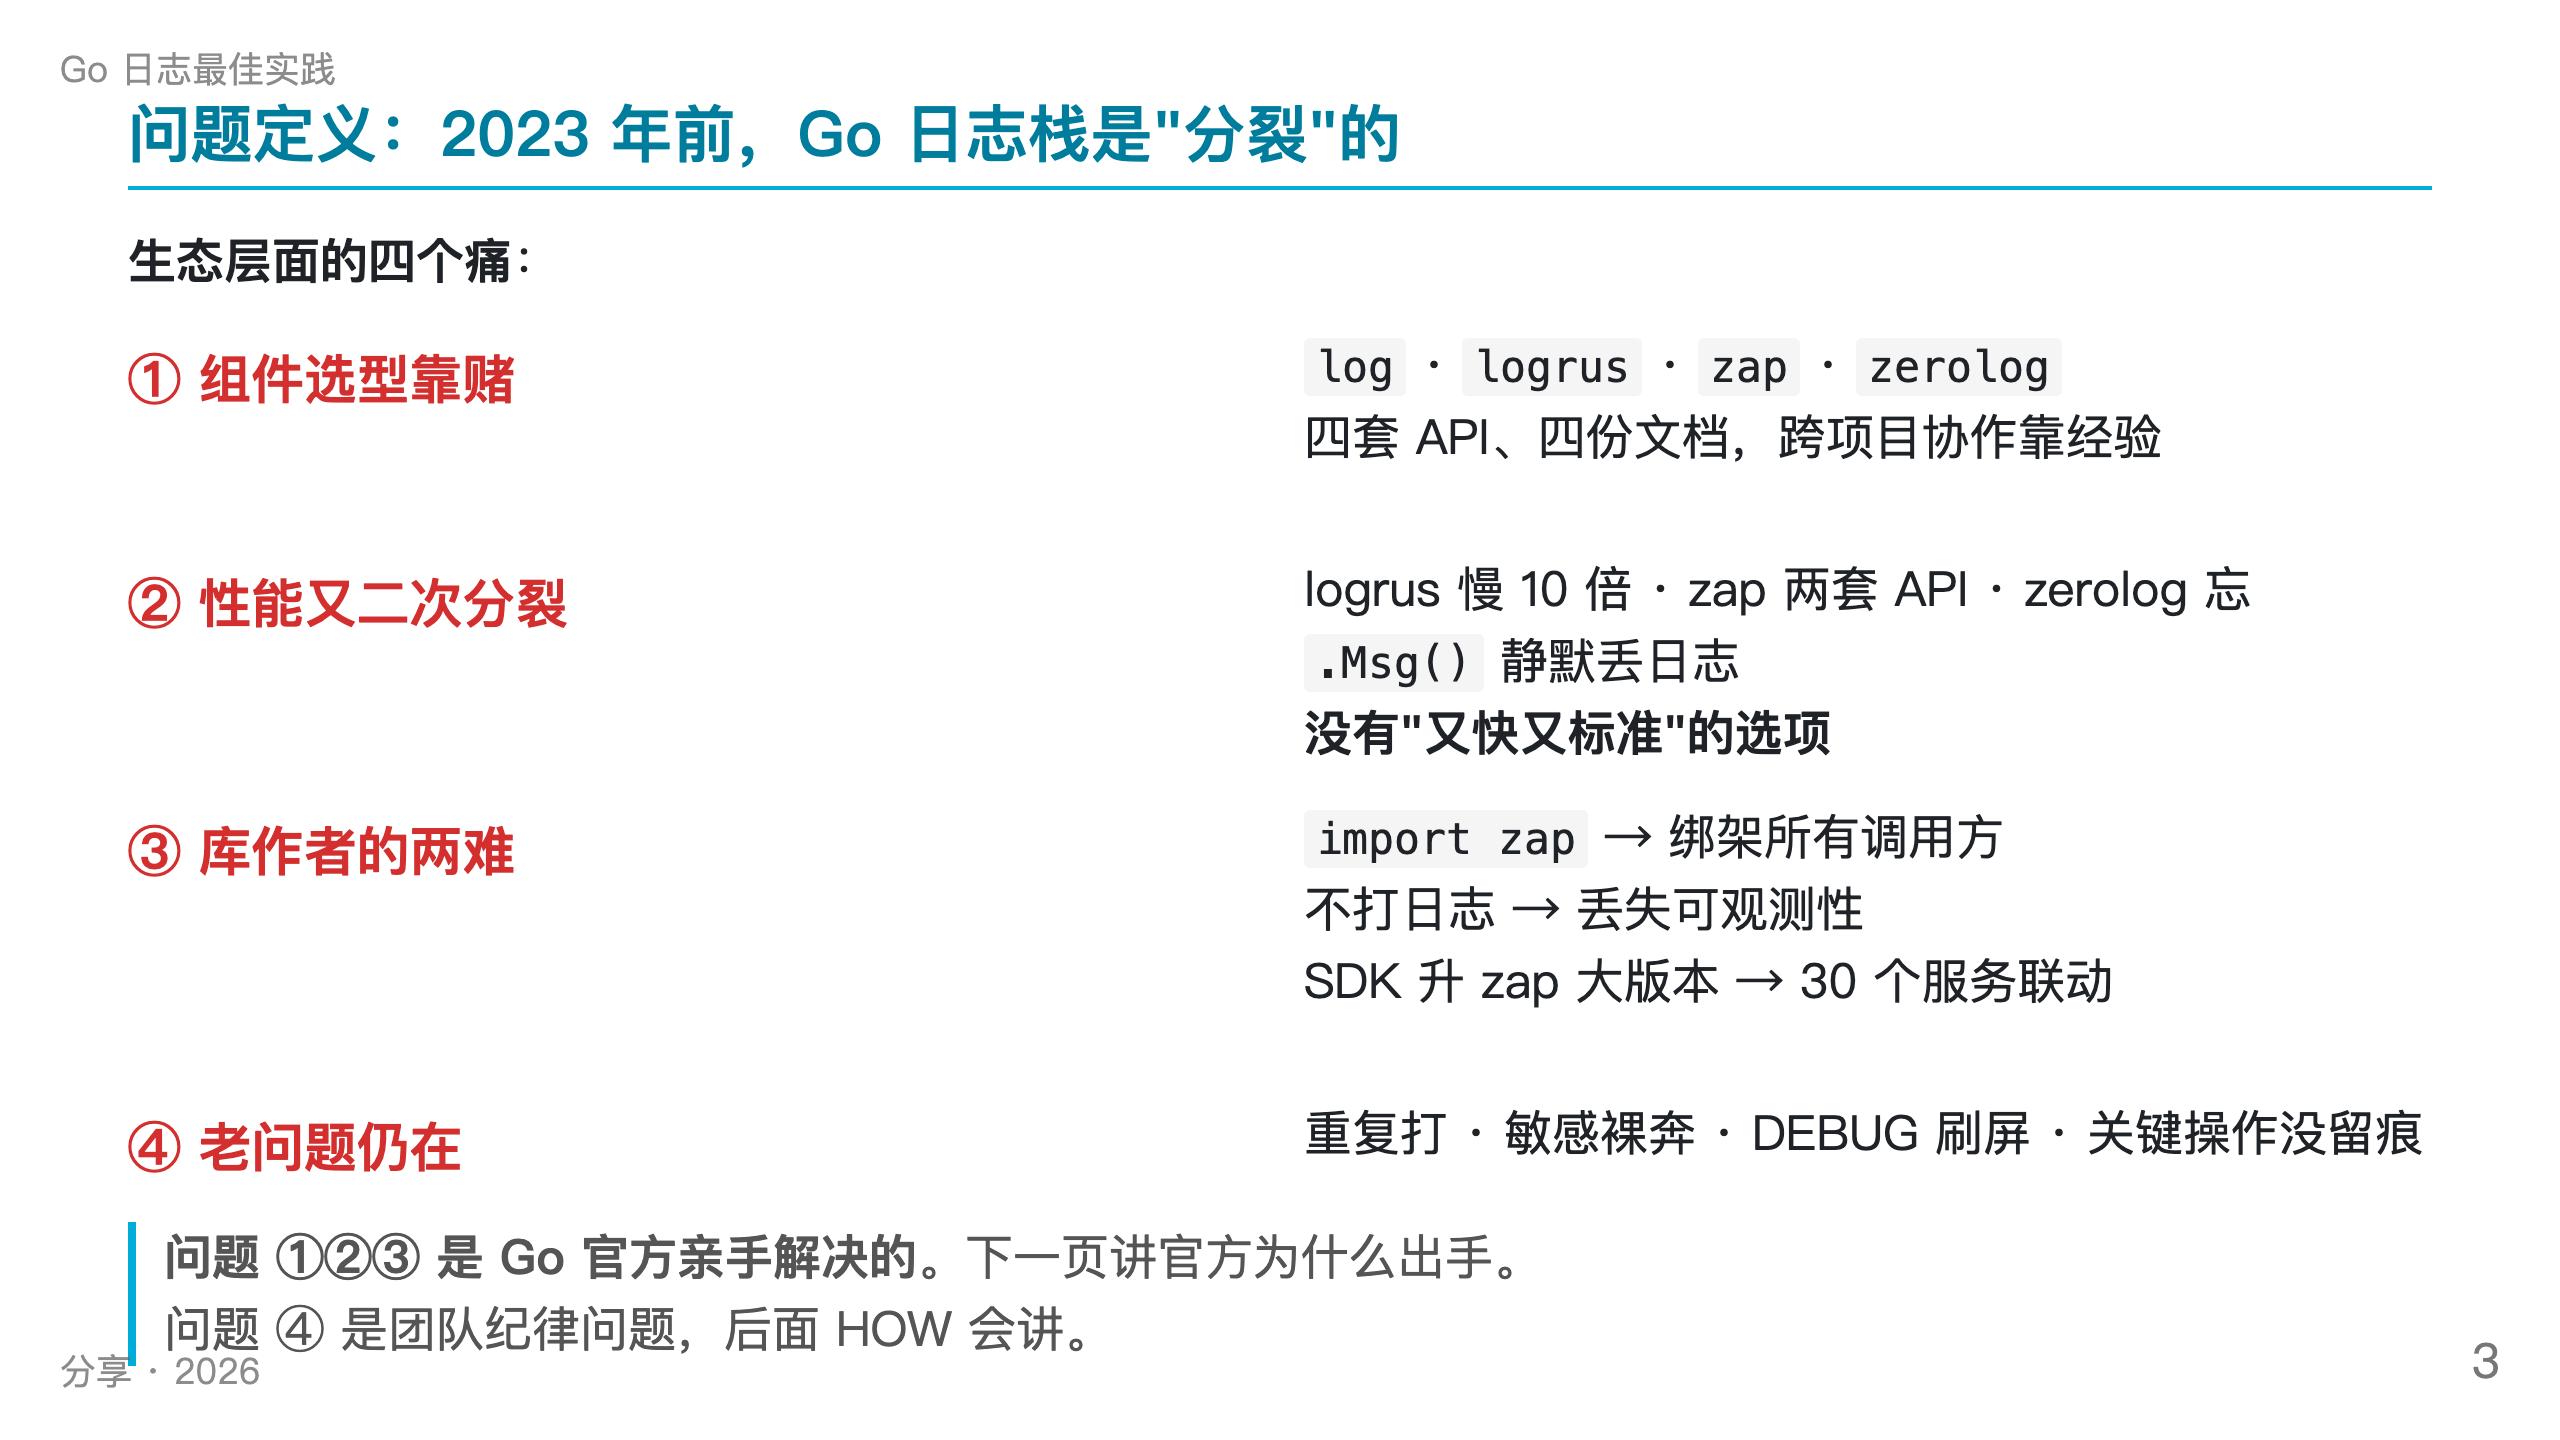 Go 日志最佳实践
问题定义：2023 年前，Go 日志栈是"分裂"的
生态层面的四个痛：
① 组件选型靠赌
log · logrus · zap · zerolog
四套 API、四份文档，跨项目协作靠经验
② 性能又二次分裂
logrus 慢 10 倍 · zap 两套 API · zerolog 忘
.Msg() 静默丢日志
没有"又快又标准"的选项
③ 库作者的两难
import zap → 绑架所有调用方
不打日志 → 丢失可观测性
SDK 升 zap 大版本 → 30 个服务联动
④ 老问题仍在
重复打 · 敏感裸奔 · DEBUG 刷屏 · 关键操作没留痕
问题 ①②③ 是 Go 官方亲手解决的。下一页讲官方为什么出手。
问题 ④ 是团队纪律问题，后面 HOW 会讲。
分享 · 2026
3